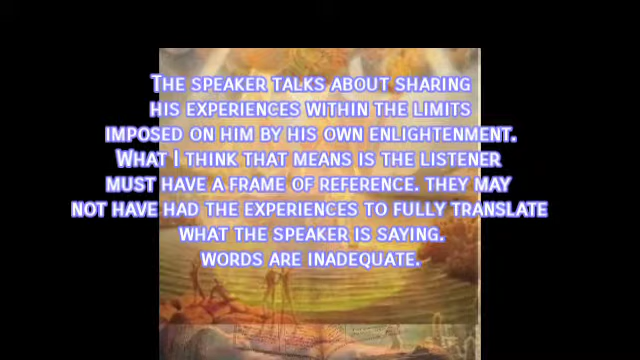 The speaker talks about sharing
his experiences within the limits
imposed on him by his own enlightenment.
What I think that means is the listener
must have a frame of reference. they may
not have had the experiences to fully translate
what the speaker is saying.
words are inadequate.